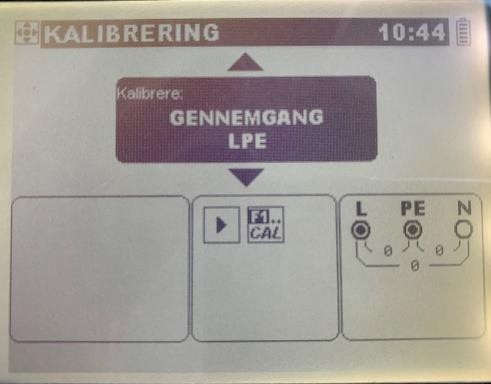 KALIBRERING 10:44
Kalibrere:
GENNEMGANG
LPE
F1..
CAL
L PE N
0 0
0